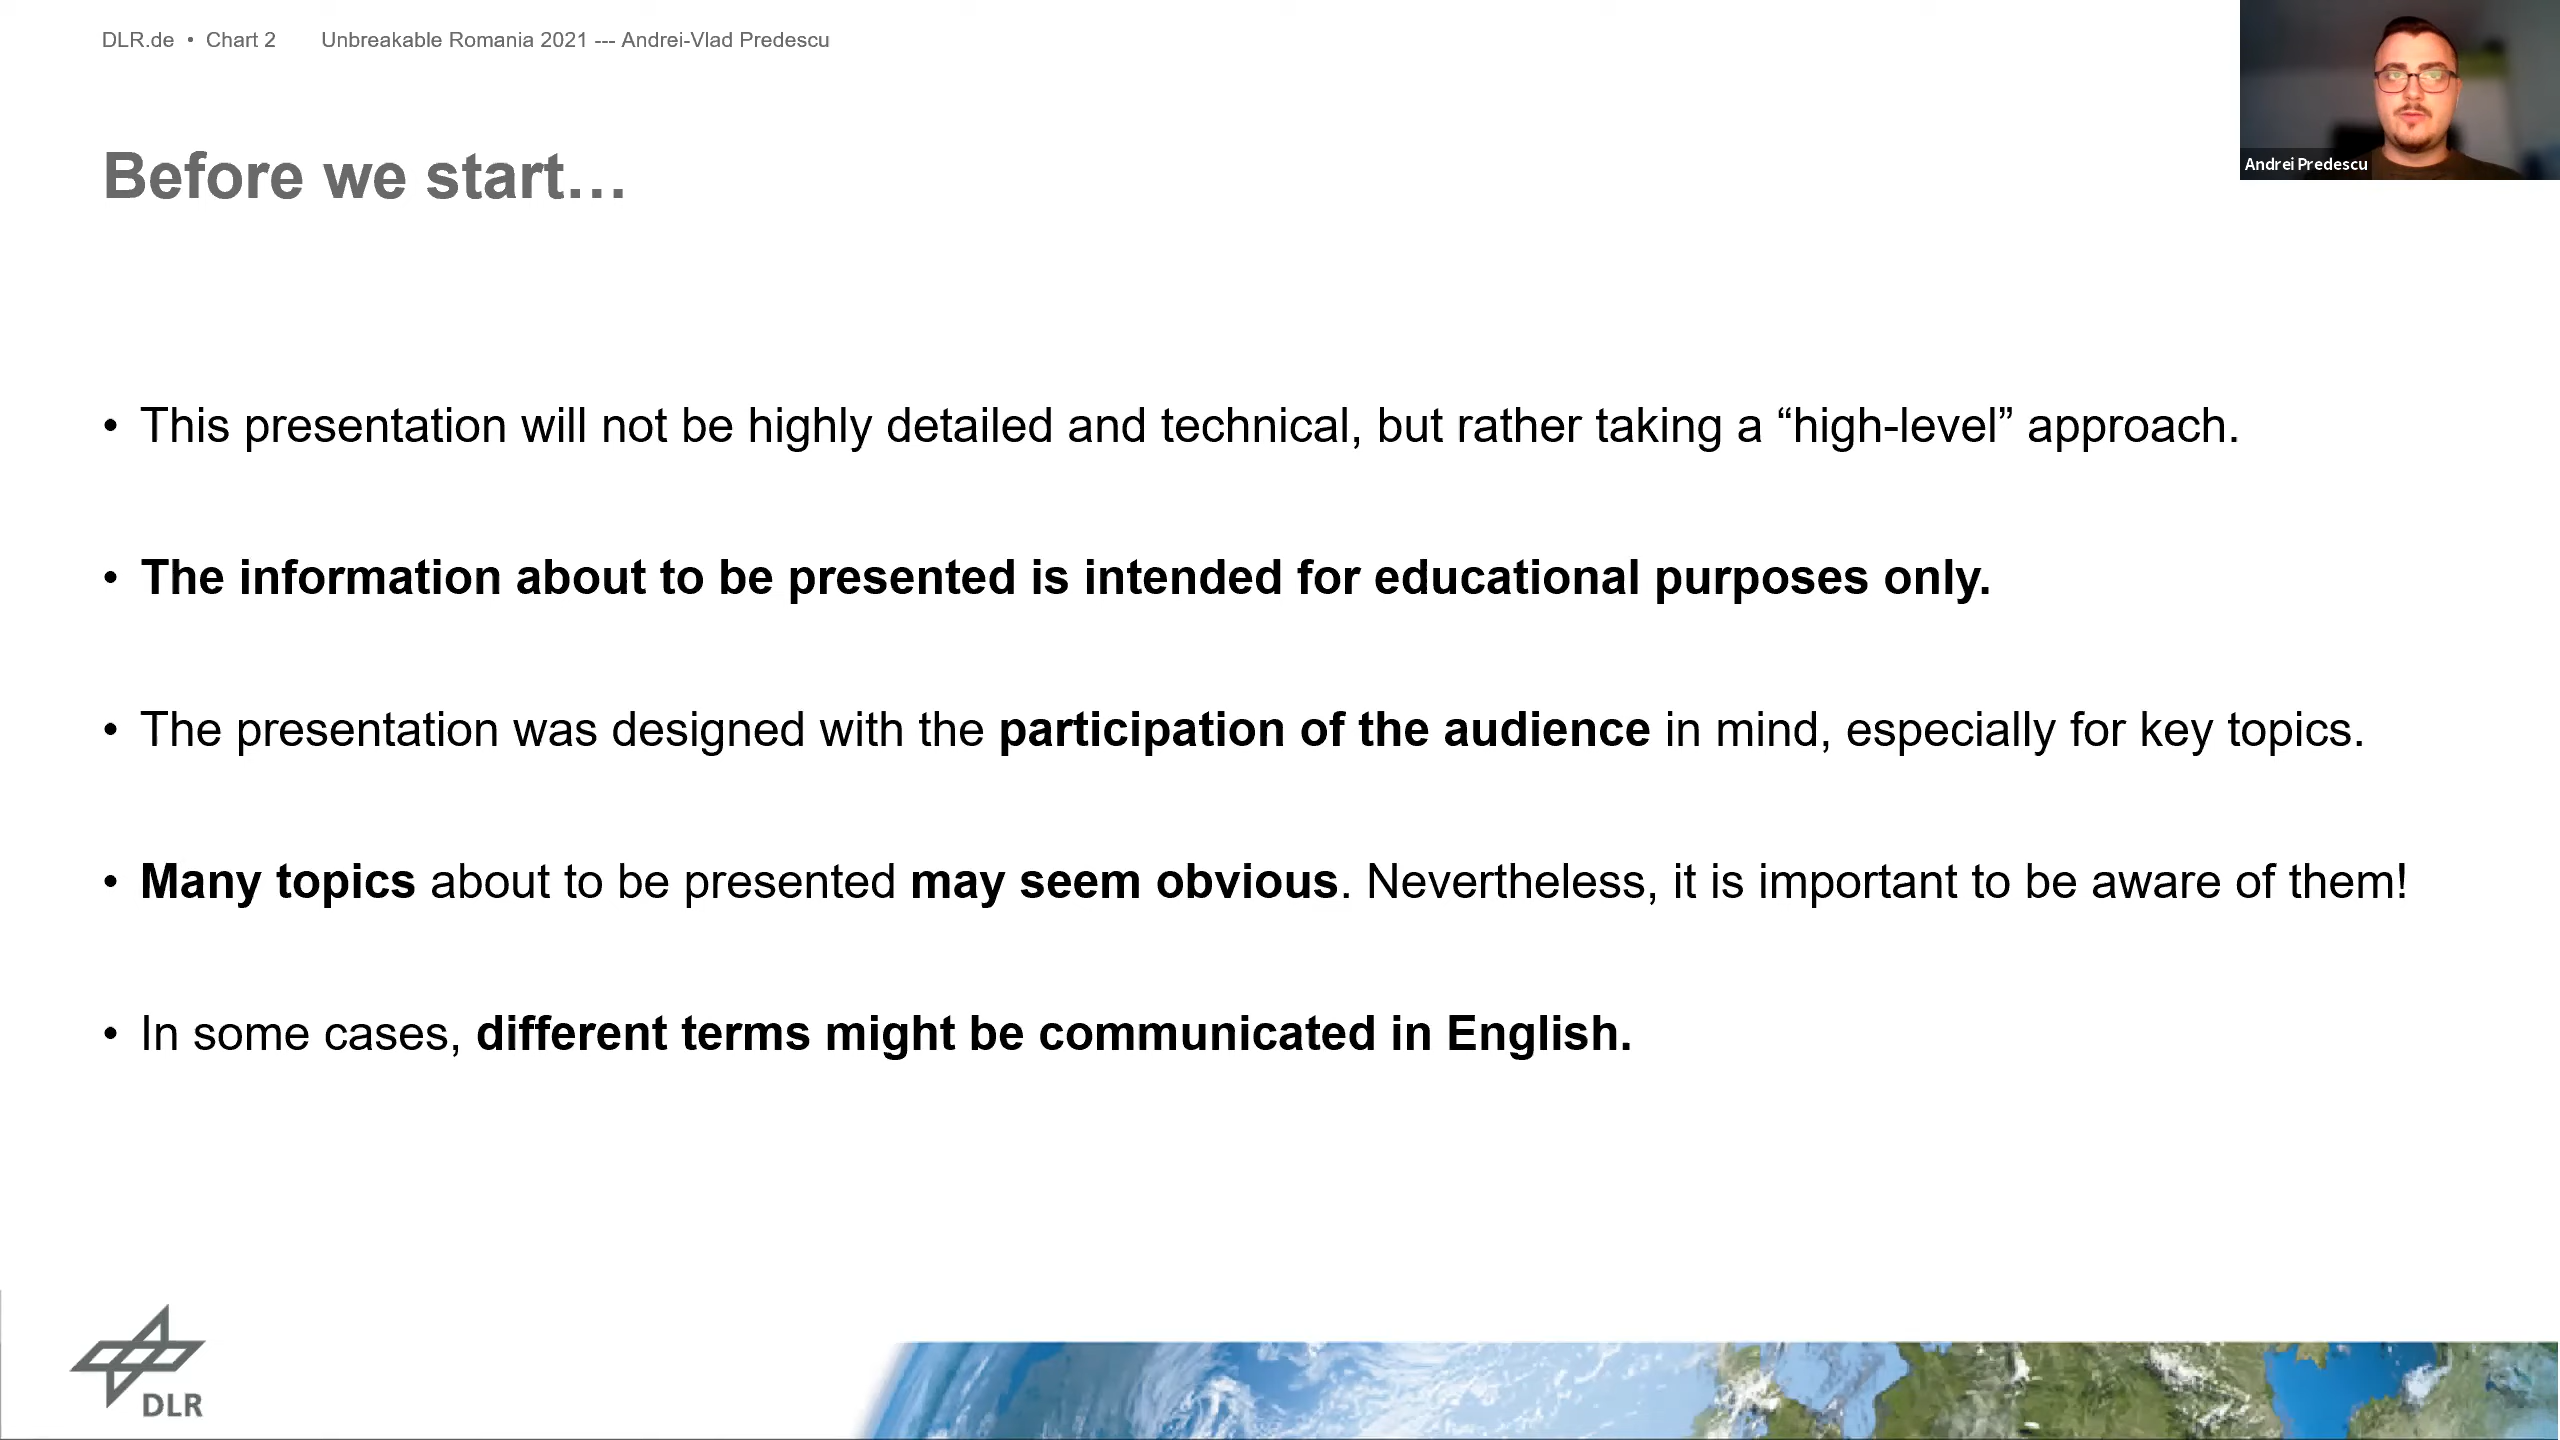 DLR.de • Chart 2 Unbreakable Romania 2021 --- Andrei-Vlad Predescu
Andrei Predescu
Before we start…
• This presentation will not be highly detailed and technical, but rather taking a “high-level” approach.
• The information about to be presented is intended for educational purposes only.
• The presentation was designed with the participation of the audience in mind, especially for key topics.
• Many topics about to be presented may seem obvious. Nevertheless, it is important to be aware of them!
• In some cases, different terms might be communicated in English.
DLR